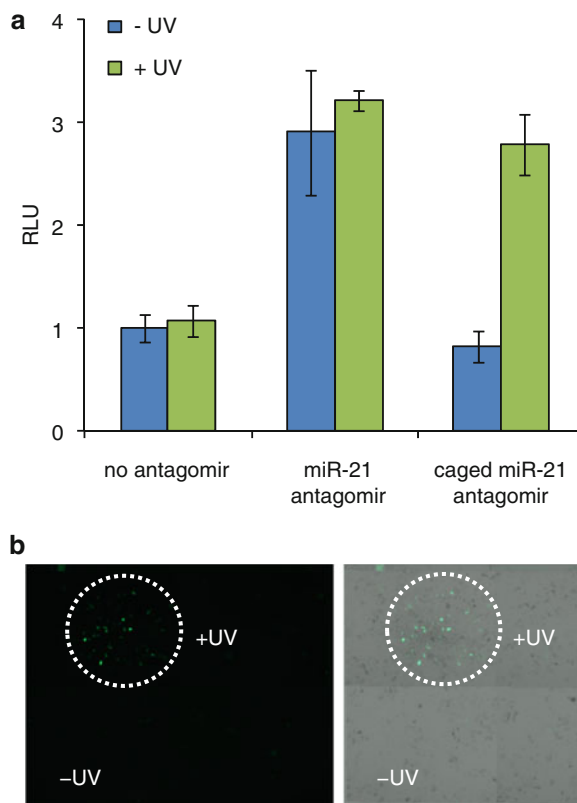 a
4
3
2
1
0
RLU
- UV
+ UV
no antagomir
miR-21
antagomir
caged miR-21
antagomir
b
+UV
−UV
+UV
−UV